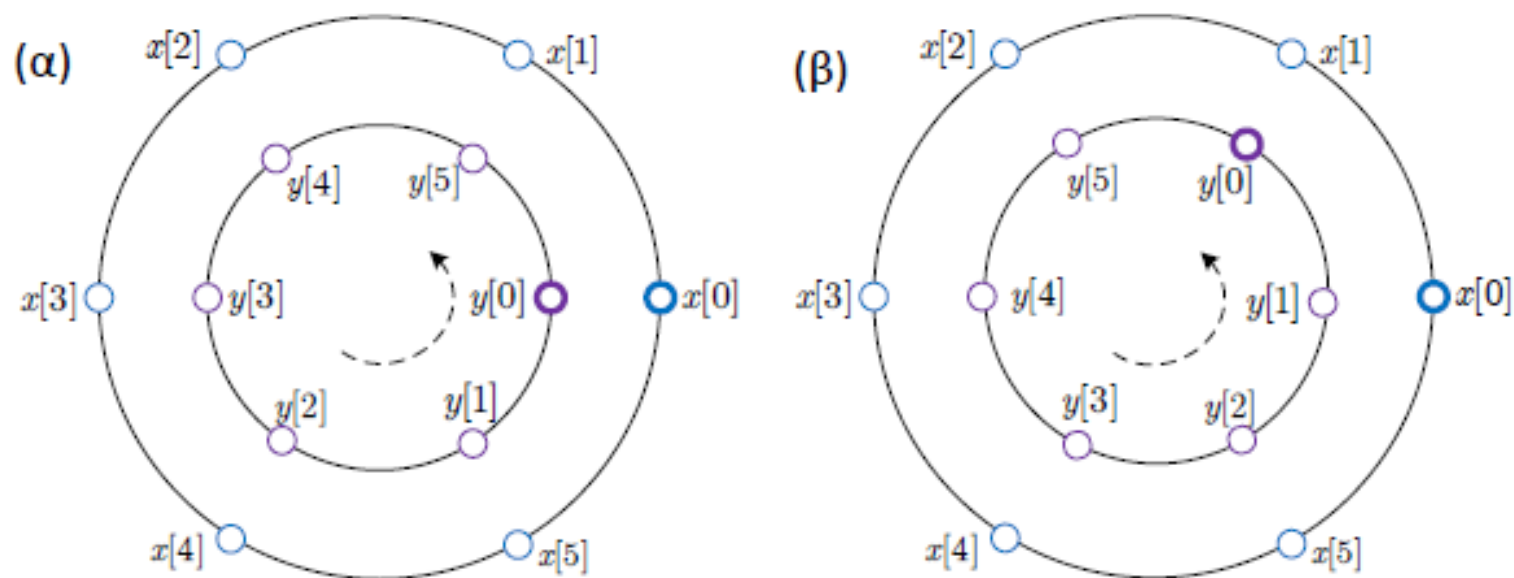 (α)
x[2]
x[1]
y[4]
y[5]
x[3]
y[3]
y[0]
x[0]
y[2]
y[1]
x[4]
x[5]
(β)
x[2]
x[1]
y[5]
y[0]
x[3]
y[4]
y[1]
x[0]
y[3]
y[2]
x[4]
x[5]